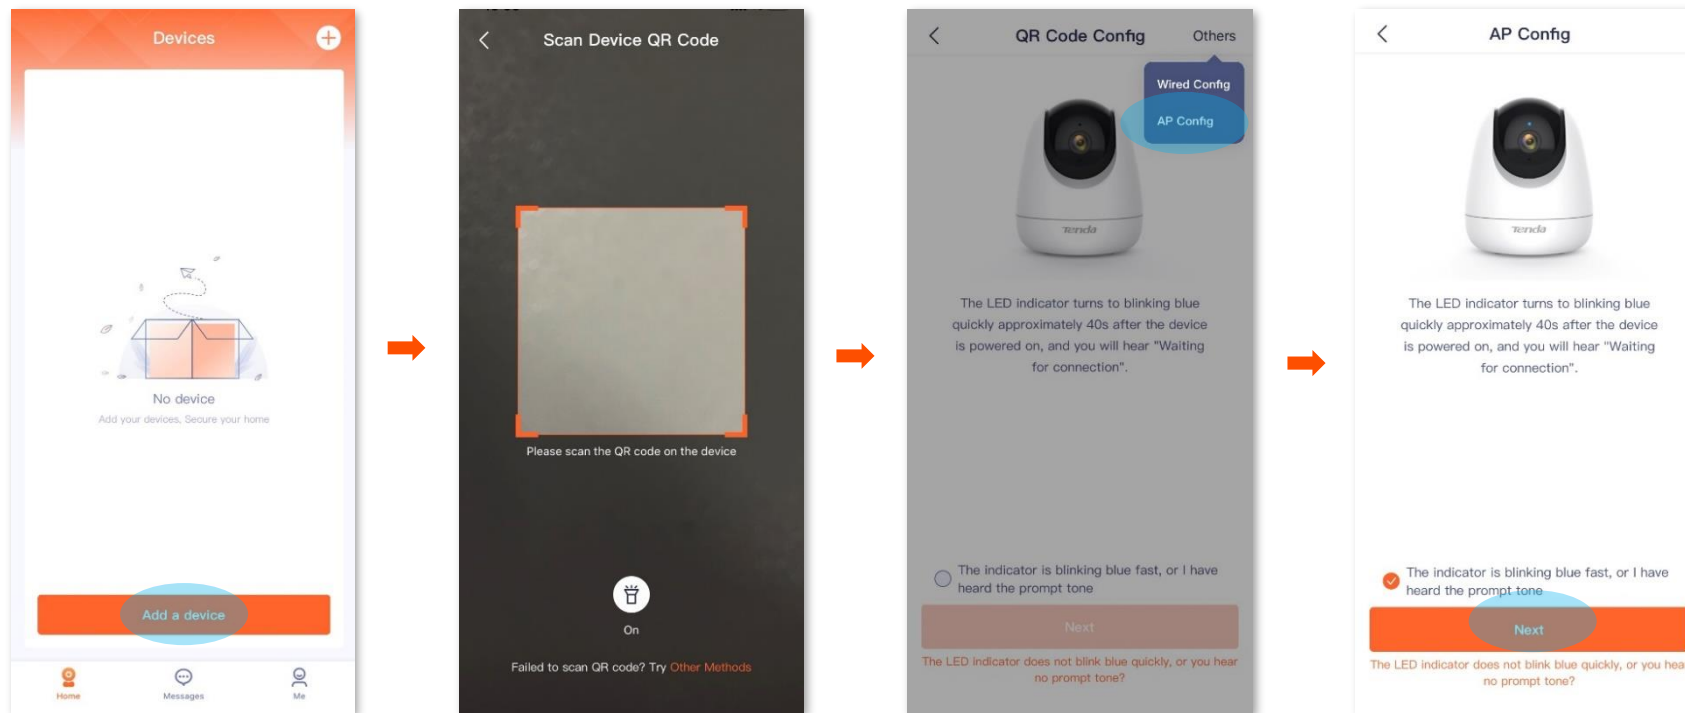 Devices
No device
Add your devices, Secure your home
Add a device
Home
Messages
Me
Scan Device QR Code
Please scan the QR code on the device
On
Failed to scan QR code? Try Other Methods
QR Code Config
Others
Wired Config
AP Config
Tenda
The LED indicator turns to blinking blue
quickly approximately 40s after the device
is powered on, and you will hear "Waiting
for connection".
The indicator is blinking blue fast, or I have
heard the prompt tone
Next
The LED indicator does not blink blue quickly, or you hear
no prompt tone?
AP Config
Tenda
The LED indicator turns to blinking blue
quickly approximately 40s after the device
is powered on, and you will hear "Waiting
for connection".
The indicator is blinking blue fast, or I have
heard the prompt tone
Next
The LED indicator does not blink blue quickly, or you hea
no prompt tone?